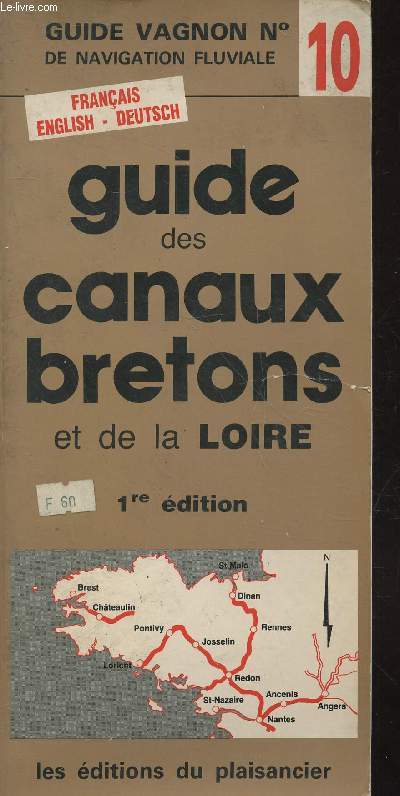 Le-livre.com
GUIDE VAGNON Nº
DE NAVIGATION FLUVIALE
10
FRANÇAIS
ENGLISH - DEUTSCH
guide
des
canaux
bretons
et de la LOIRE
F 60
1re édition
St Malo
Brest
Dinan
Châteaulin
Pontivy
Rennes
Josselin
Lorient
Redon
St-Nazaire
Ancenis
Angers
Nantes
N
les éditions du plaisancier